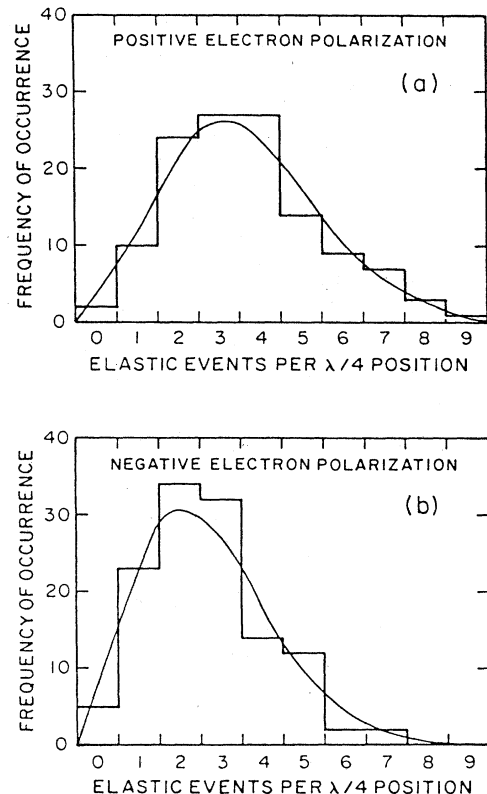 FREQUENCY OF OCCURRENCE
40
30
20
10
0
POSITIVE ELECTRON POLARIZATION
(a)
0 1 2 3 4 5 6 7 8 9
ELASTIC EVENTS PER λ/4 POSITION
FREQUENCY OF OCCURRENCE
40
30
20
10
0
NEGATIVE ELECTRON POLARIZATION
(b)
0 1 2 3 4 5 6 7 8 9
ELASTIC EVENTS PER λ/4 POSITION